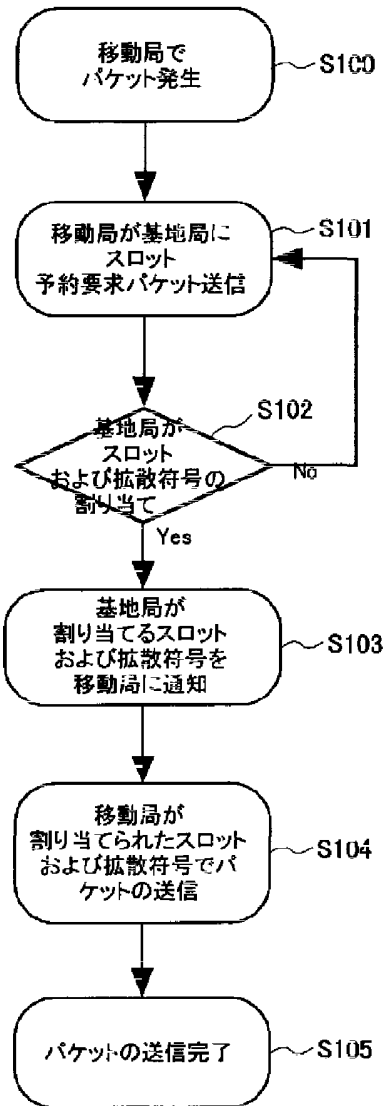 移動局で
パケット発生
S100
移動局が基地局に
スロット
予約要求パケット送信
S101
基地局が
スロット
および拡散符号の
割り当て
S102
No
Yes
基地局が
割り当てるスロット
および拡散符号を
移動局に通知
S103
移動局が
割り当てられたスロット
および拡散符号でパ
ケットの送信
S104
パケットの送信完了
S105